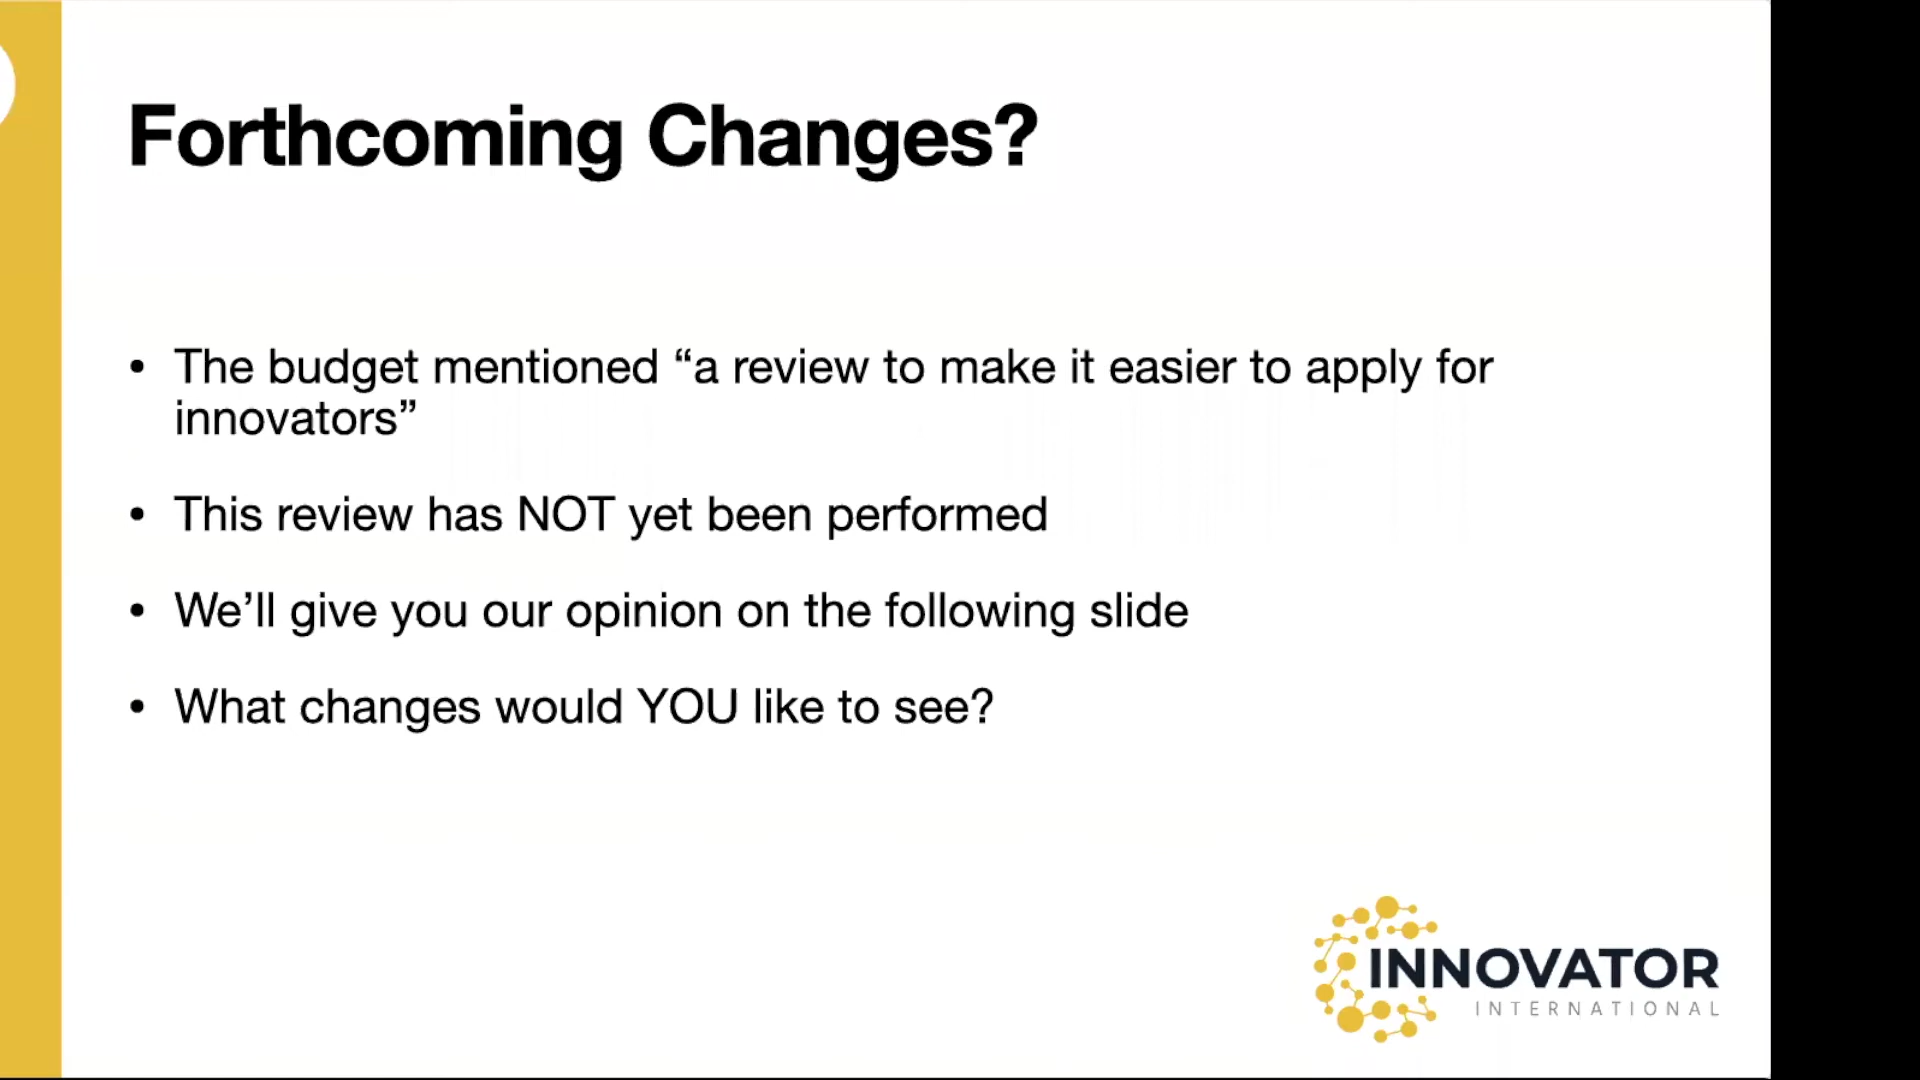 Forthcoming Changes?
• The budget mentioned “a review to make it easier to apply for
innovators”
• This review has NOT yet been performed
• We’ll give you our opinion on the following slide
• What changes would YOU like to see?
INNOVATOR
INTERNATIONAL